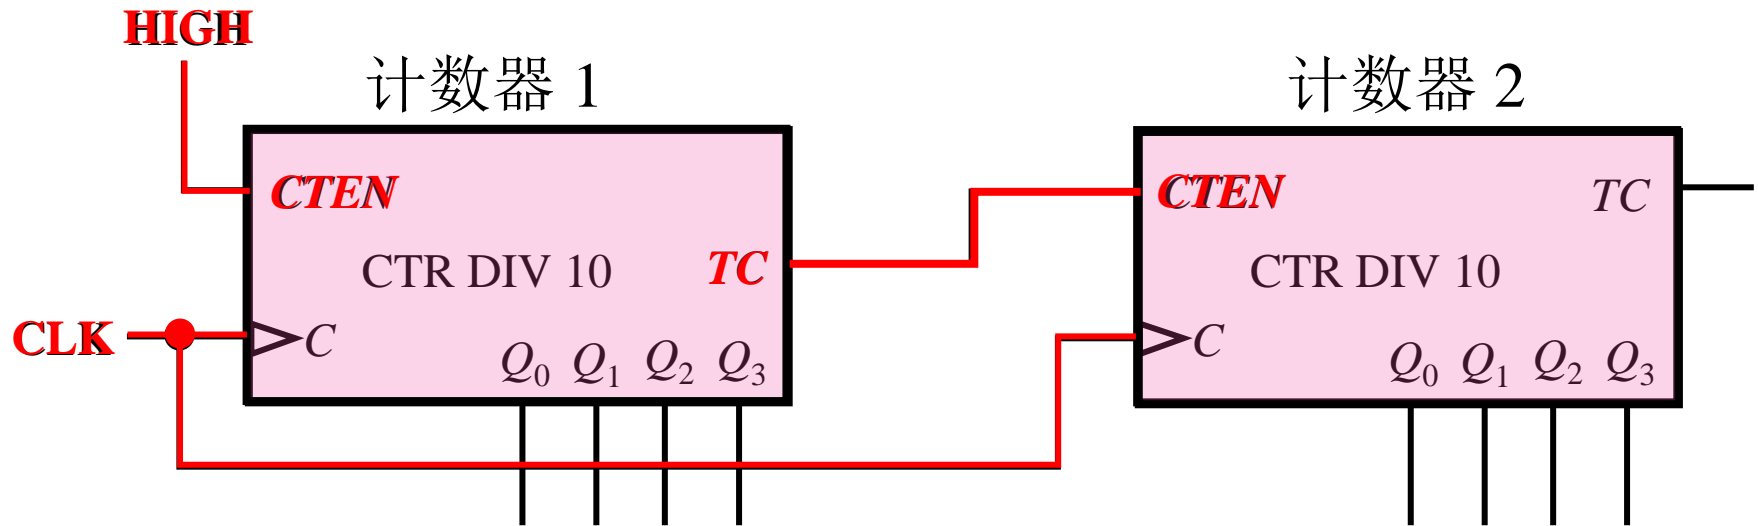 HIGH
计数器 1
计数器 2
CTEN
CTEN
TC
CTR DIV 10
TC
CTR DIV 10
CLK
C
C
Q0 Q1 Q2 Q3
Q0 Q1 Q2 Q3